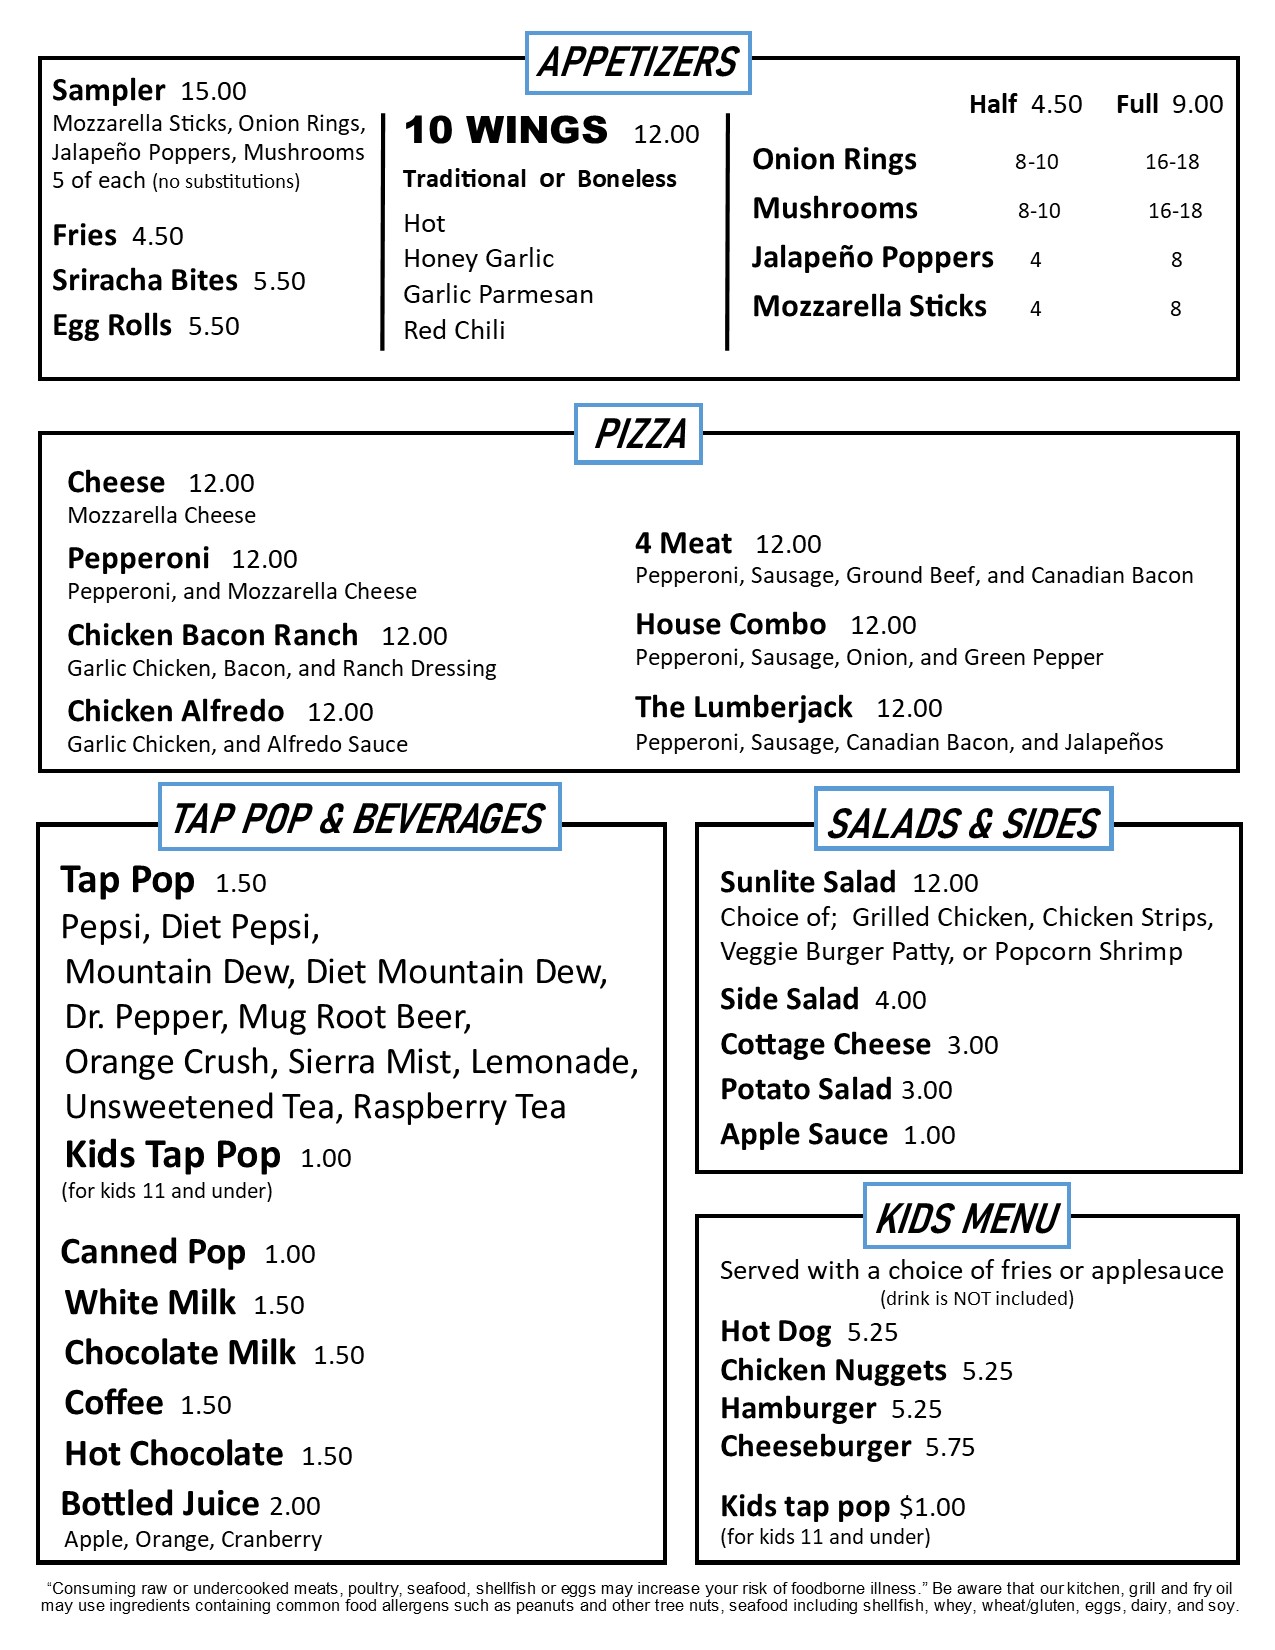 APPETIZERS
Sampler 15.00
Mozzarella Sticks, Onion Rings,
Jalapeño Poppers, Mushrooms
5 of each (no substitutions)
Fries 4.50
Sriracha Bites 5.50
Egg Rolls 5.50
10 WINGS 12.00
Traditional or Boneless
Hot
Honey Garlic
Garlic Parmesan
Red Chili
Half 4.50 Full 9.00
Onion Rings 8-10 16-18
Mushrooms 8-10 16-18
Jalapeño Poppers 4 8
Mozzarella Sticks 4 8
PIZZA
Cheese 12.00
Mozzarella Cheese
Pepperoni 12.00
Pepperoni, and Mozzarella Cheese
Chicken Bacon Ranch 12.00
Garlic Chicken, Bacon, and Ranch Dressing
Chicken Alfredo 12.00
Garlic Chicken, and Alfredo Sauce
4 Meat 12.00
Pepperoni, Sausage, Ground Beef, and Canadian Bacon
House Combo 12.00
Pepperoni, Sausage, Onion, and Green Pepper
The Lumberjack 12.00
Pepperoni, Sausage, Canadian Bacon, and Jalapeños
TAP POP & BEVERAGES
Tap Pop 1.50
Pepsi, Diet Pepsi,
Mountain Dew, Diet Mountain Dew,
Dr. Pepper, Mug Root Beer,
Orange Crush, Sierra Mist, Lemonade,
Unsweetened Tea, Raspberry Tea
Kids Tap Pop 1.00
(for kids 11 and under)
Canned Pop 1.00
White Milk 1.50
Chocolate Milk 1.50
Coffee 1.50
Hot Chocolate 1.50
Bottled Juice 2.00
Apple, Orange, Cranberry
SALADS & SIDES
Sunlite Salad 12.00
Choice of; Grilled Chicken, Chicken Strips,
Veggie Burger Patty, or Popcorn Shrimp
Side Salad 4.00
Cottage Cheese 3.00
Potato Salad 3.00
Apple Sauce 1.00
KIDS MENU
Served with a choice of fries or applesauce
(drink is NOT included)
Hot Dog 5.25
Chicken Nuggets 5.25
Hamburger 5.25
Cheeseburger 5.75
Kids tap pop $1.00
(for kids 11 and under)
“Consuming raw or undercooked meats, poultry, seafood, shellfish or eggs may increase your risk of foodborne illness.” Be aware that our kitchen, grill and fry oil
may use ingredients containing common food allergens such as peanuts and other tree nuts, seafood including shellfish, whey, wheat/gluten, eggs, dairy, and soy.